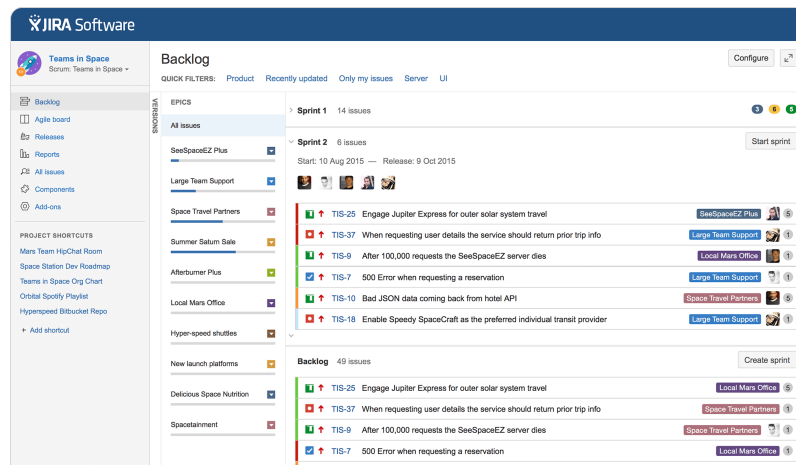 JIRA Software
Teams in Space
Scrum: Teams in Space
Backlog
Agile board
Releases
Reports
All issues
Components
Add-ons
PROJECT SHORTCUTS
Mars Team HipChat Room
Space Station Dev Roadmap
Teams in Space Org Chart
Orbital Spotify Playlist
Hyperspeed Bitbucket Repo
+ Add shortcut
Backlog
Configure
QUICK FILTERS: Product Recently updated Only my issues Server UI
VERSIONS
EPICS
All issues
SeeSpaceEZ Plus
Large Team Support
Space Travel Partners
Summer Saturn Sale
Afterburner Plus
Local Mars Office
Hyper-speed shuttles
New launch platforms
Delicious Space Nutrition
Spacetainment
Sprint 1 14 issues 3 6 5
Sprint 2 6 issues Start sprint
Start: 10 Aug 2015 — Release: 9 Oct 2015
TIS-25 Engage Jupiter Express for outer solar system travel SeeSpaceEZ Plus 5
TIS-37 When requesting user details the service should return prior trip info Large Team Support 1
TIS-9 After 100,000 requests the SeeSpaceEZ server dies Local Mars Office 1
TIS-7 500 Error when requesting a reservation Large Team Support 1
TIS-10 Bad JSON data coming back from hotel API Space Travel Partners 5
TIS-18 Enable Speedy SpaceCraft as the preferred individual transit provider Large Team Support 1
Backlog 49 issues Create sprint
TIS-25 Engage Jupiter Express for outer solar system travel Local Mars Office 5
TIS-37 When requesting user details the service should return prior trip info Space Travel Partners 1
TIS-9 After 100,000 requests the SeeSpaceEZ server dies Space Travel Partners 1
TIS-7 500 Error when requesting a reservation Local Mars Office 1